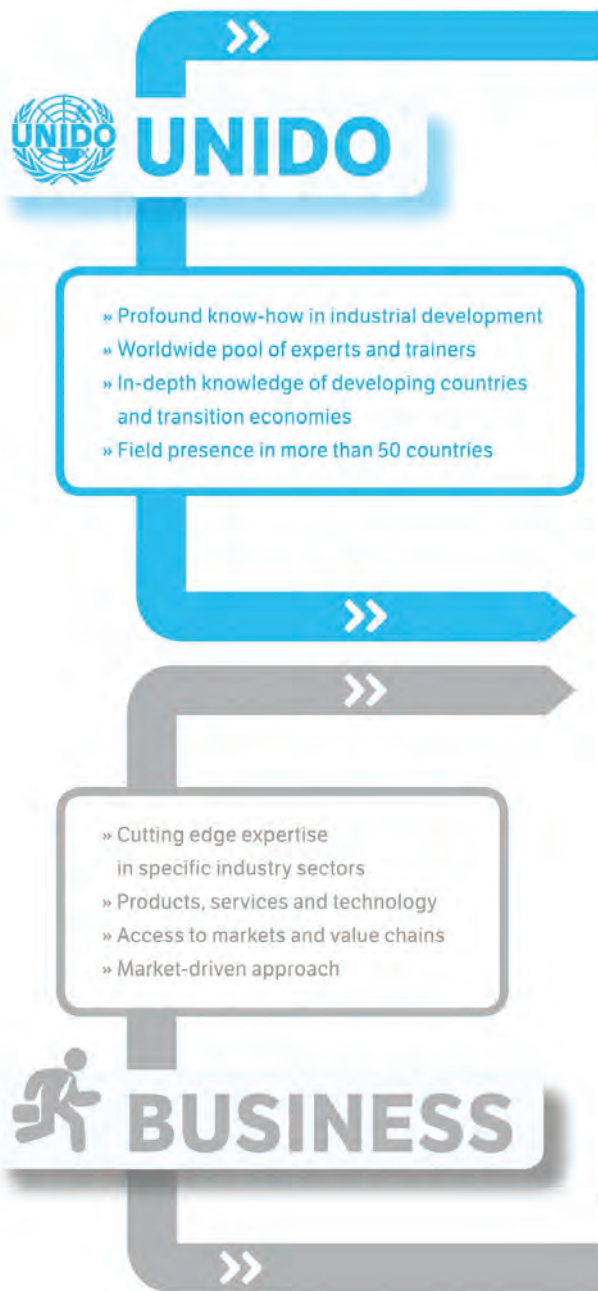 UNIDO UNIDO
» Profound know-how in industrial development
» Worldwide pool of experts and trainers
» In-depth knowledge of developing countries
and transition economies
» Field presence in more than 50 countries
» Cutting edge expertise
in specific industry sectors
» Products, services and technology
» Access to markets and value chains
» Market-driven approach
BUSINESS